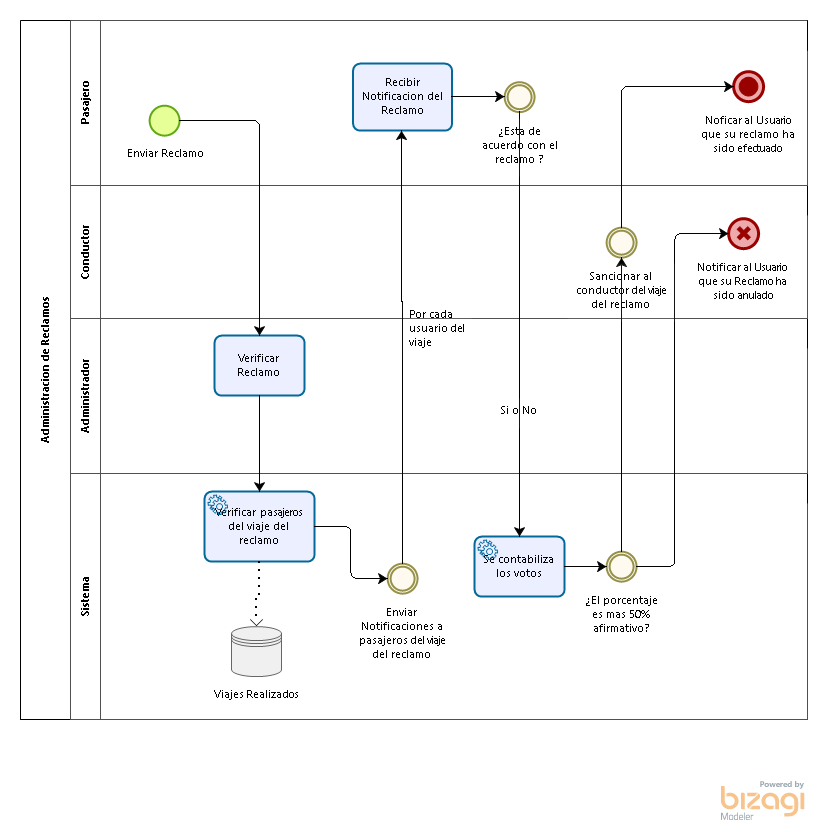 Administracion de Reclamos
Pasajero
Enviar Reclamo
Recibir
Notificacion del
Reclamo
¿Esta de
acuerdo con el
reclamo ?
Noficar al Usuario
que su reclamo ha
sido efectuado
Conductor
Sancionar al
conductor del viaje
del reclamo
Notificar al Usuario
que su Reclamo ha
sido anulado
Por cada
usuario del
viaje
Administrador
Verificar
Reclamo
Si o No
Sistema
Verificar pasajeros
del viaje del
reclamo
Viajes Realizados
Enviar
Notificaciones a
pasajeros del viaje
del reclamo
Se contabiliza
los votos
¿El porcentaje
es mas 50%
afirmativo?
Powered by
bizagi
Modeler